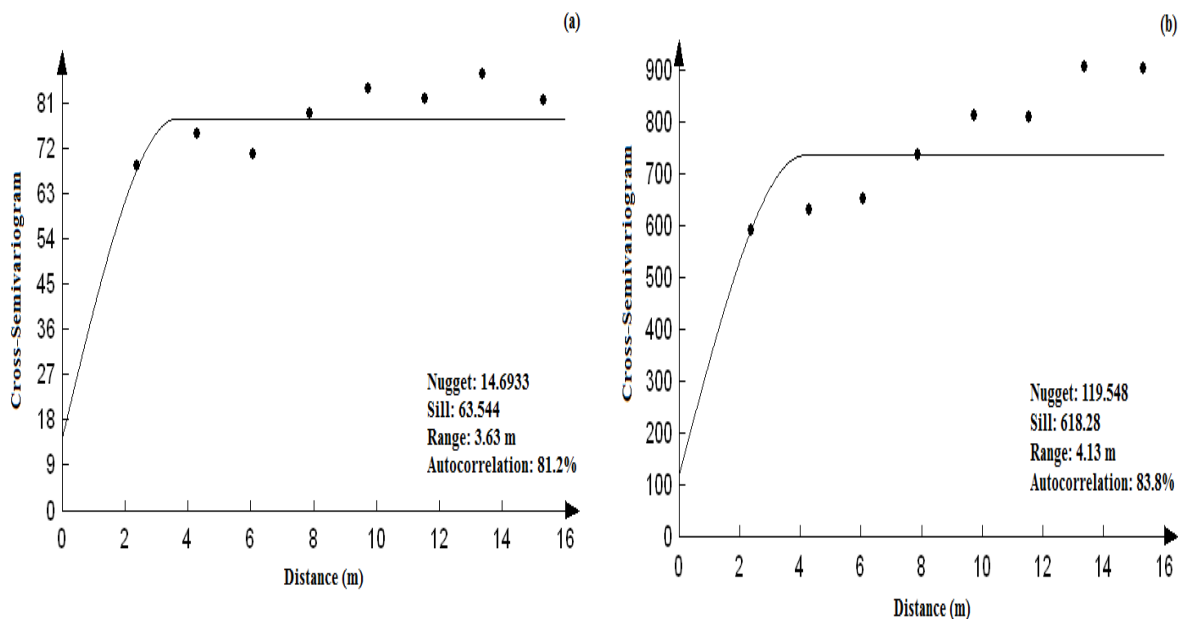 (a)
Cross-Semivariogram
81
72
63
54
45
36
27
18
9
0
0 2 4 6 8 10 12 14 16
Distance (m)
Nugget: 14.6933
Sill: 63.544
Range: 3.63 m
Autocorrelation: 81.2%
(b)
Cross-Semivariogram
900
800
700
600
500
400
300
200
100
0
0 2 4 6 8 10 12 14 16
Distance (m)
Nugget: 119.548
Sill: 618.28
Range: 4.13 m
Autocorrelation: 83.8%